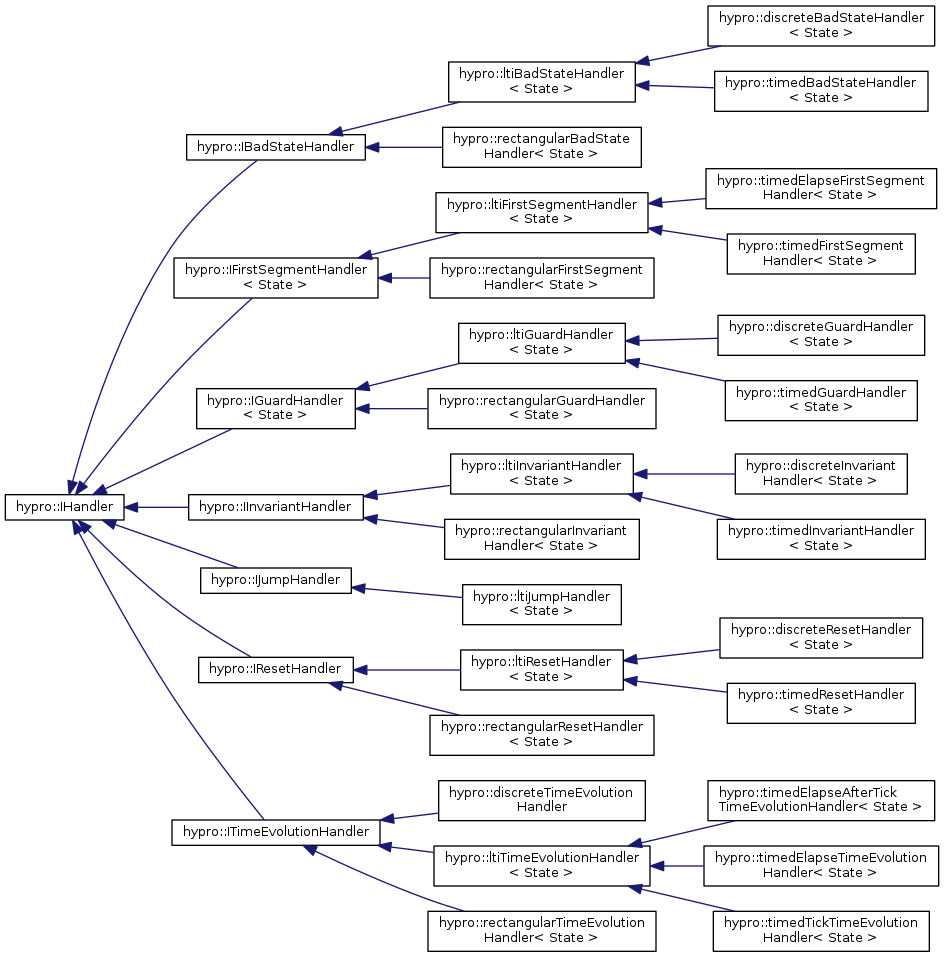 hypro::discreteBadStateHandler
< State >
hypro::ltiBadStateHandler
< State >
hypro::timedBadStateHandler
< State >
hypro::IBadStateHandler
hypro::rectangularBadState
Handler< State >
hypro::timedElapseFirstSegment
Handler< State >
hypro::ltiFirstSegmentHandler
< State >
hypro::timedFirstSegment
Handler< State >
hypro::IFirstSegmentHandler
< State >
hypro::rectangularFirstSegment
Handler< State >
hypro::discreteGuardHandler
< State >
hypro::ltiGuardHandler
< State >
hypro::timedGuardHandler
< State >
hypro::IGuardHandler
< State >
hypro::rectangularGuardHandler
< State >
hypro::ltiInvariantHandler
< State >
hypro::discreteInvariant
Handler< State >
hypro::IHandler
hypro::IInvariantHandler
hypro::rectangularInvariant
Handler< State >
hypro::timedInvariantHandler
< State >
hypro::IJumpHandler
hypro::ltiJumpHandler
< State >
hypro::discreteResetHandler
< State >
hypro::IResetHandler
hypro::ltiResetHandler
< State >
hypro::timedResetHandler
< State >
hypro::rectangularResetHandler
< State >
hypro::discreteTimeEvolution
Handler
hypro::timedElapseAfterTick
TimeEvolutionHandler< State >
hypro::ITimeEvolutionHandler
hypro::ltiTimeEvolutionHandler
< State >
hypro::timedElapseTimeEvolution
Handler< State >
hypro::rectangularTimeEvolution
Handler< State >
hypro::timedTickTimeEvolution
Handler< State >